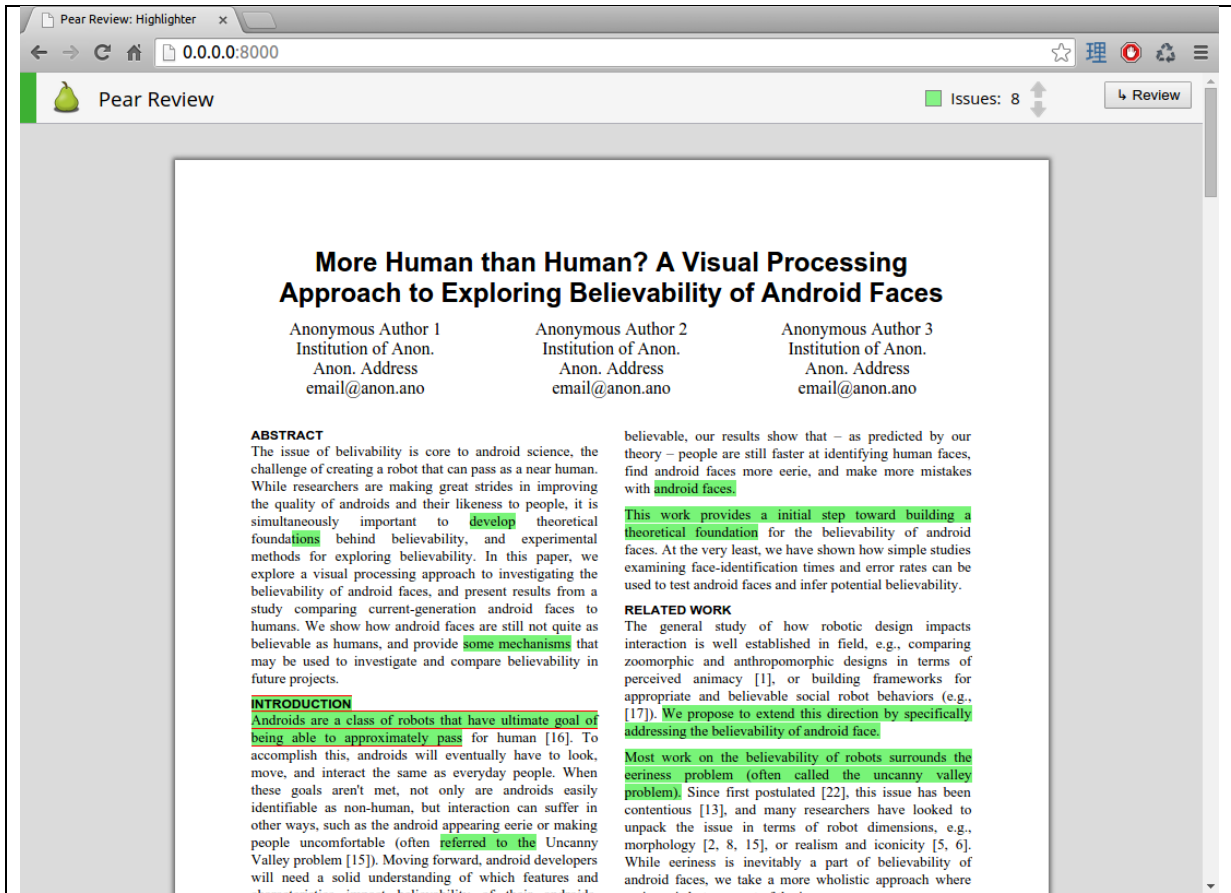 Pear Review: Highlighter x
0.0.0.0:8000
理
Pear Review
Issues: 8
↳ Review
More Human than Human? A Visual Processing
Approach to Exploring Believability of Android Faces
Anonymous Author 1
Institution of Anon.
Anon. Address
email@anon.ano
Anonymous Author 2
Institution of Anon.
Anon. Address
email@anon.ano
Anonymous Author 3
Institution of Anon.
Anon. Address
email@anon.ano
ABSTRACT
The issue of belivability is core to android science, the
challenge of creating a robot that can pass as a near human.
While researchers are making great strides in improving
the quality of androids and their likeness to people, it is
simultaneously important to develop theoretical
foundations behind believability, and experimental
methods for exploring believability. In this paper, we
explore a visual processing approach to investigating the
believability of android faces, and present results from a
study comparing current-generation android faces to
humans. We show how android faces are still not quite as
believable as humans, and provide some mechanisms that
may be used to investigate and compare believability in
future projects.
INTRODUCTION
Androids are a class of robots that have ultimate goal of
being able to approximately pass for human [16]. To
accomplish this, androids will eventually have to look,
move, and interact the same as everyday people. When
these goals aren't met, not only are androids easily
identifiable as non-human, but interaction can suffer in
other ways, such as the android appearing eerie or making
people uncomfortable (often referred to the Uncanny
Valley problem [15]). Moving forward, android developers
will need a solid understanding of which features and
believable, our results show that – as predicted by our
theory – people are still faster at identifying human faces,
find android faces more eerie, and make more mistakes
with android faces.
This work provides a initial step toward building a
theoretical foundation for the believability of android
faces. At the very least, we have shown how simple studies
examining face-identification times and error rates can be
used to test android faces and infer potential believability.
RELATED WORK
The general study of how robotic design impacts
interaction is well established in field, e.g., comparing
zoomorphic and anthropomorphic designs in terms of
perceived animacy [1], or building frameworks for
appropriate and believable social robot behaviors (e.g.,
[17]). We propose to extend this direction by specifically
addressing the believability of android face.
Most work on the believability of robots surrounds the
eeriness problem (often called the uncanny valley
problem). Since first postulated [22], this issue has been
contentious [13], and many researchers have looked to
unpack the issue in terms of robot dimensions, e.g.,
morphology [2, 8, 15], or realism and iconicity [5, 6].
While eeriness is inevitably a part of believability of
android faces, we take a more wholistic approach where